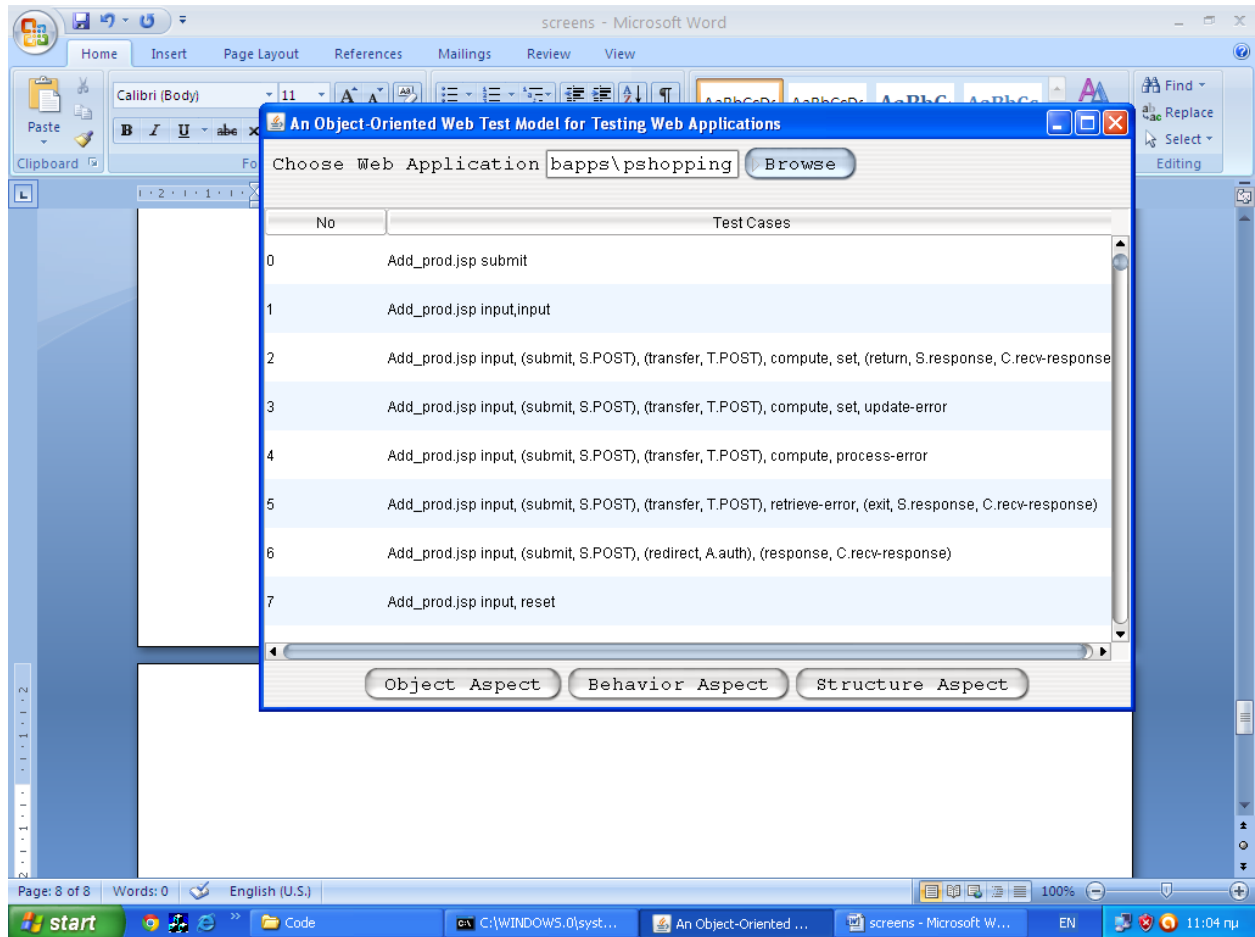 screens - Microsoft Word
Home Insert Page Layout References Mailings Review View
Calibri (Body) 11
Paste
B I U abe
Clipboard
Find
Replace
Select
Editing
An Object-Oriented Web Test Model for Testing Web Applications
Choose Web Application bapps\pshopping Browse
No Test Cases
0 Add_prod.jsp submit
1 Add_prod.jsp input,input
2 Add_prod.jsp input, (submit, S.POST), (transfer, T.POST), compute, set, (return, S.response, C.recv-response
3 Add_prod.jsp input, (submit, S.POST), (transfer, T.POST), compute, set, update-error
4 Add_prod.jsp input, (submit, S.POST), (transfer, T.POST), compute, process-error
5 Add_prod.jsp input, (submit, S.POST), (transfer, T.POST), retrieve-error, (exit, S.response, C.recv-response)
6 Add_prod.jsp input, (submit, S.POST), (redirect, A.auth), (response, C.recv-response)
7 Add_prod.jsp input, reset
Object Aspect Behavior Aspect Structure Aspect
Page: 8 of 8 Words: 0 English (U.S.) 100%
start Code C:\WINDOWS.0\syst... An Object-Oriented ... screens - Microsoft W... EN 11:04 πμ